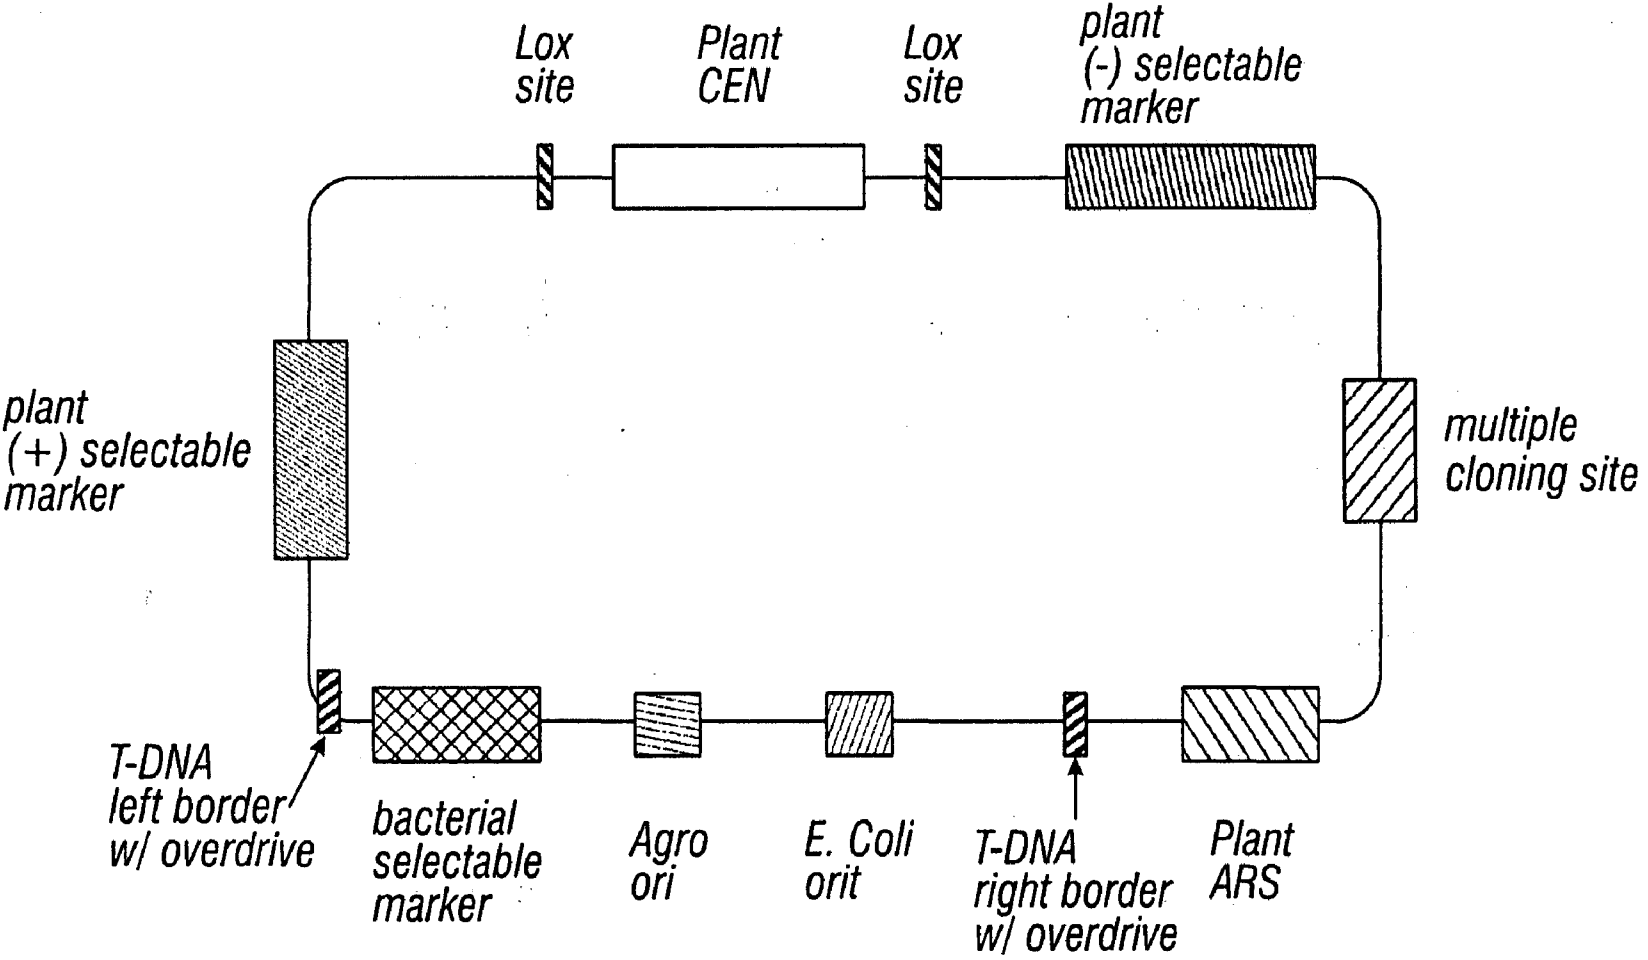 Lox
site
Plant
CEN
Lox
site
plant
(-) selectable
marker
plant
(+) selectable
marker
multiple
cloning site
T-DNA
left border
w/ overdrive
bacterial
selectable
marker
Agro
ori
E. Coli
orit
T-DNA
right border
w/ overdrive
Plant
ARS